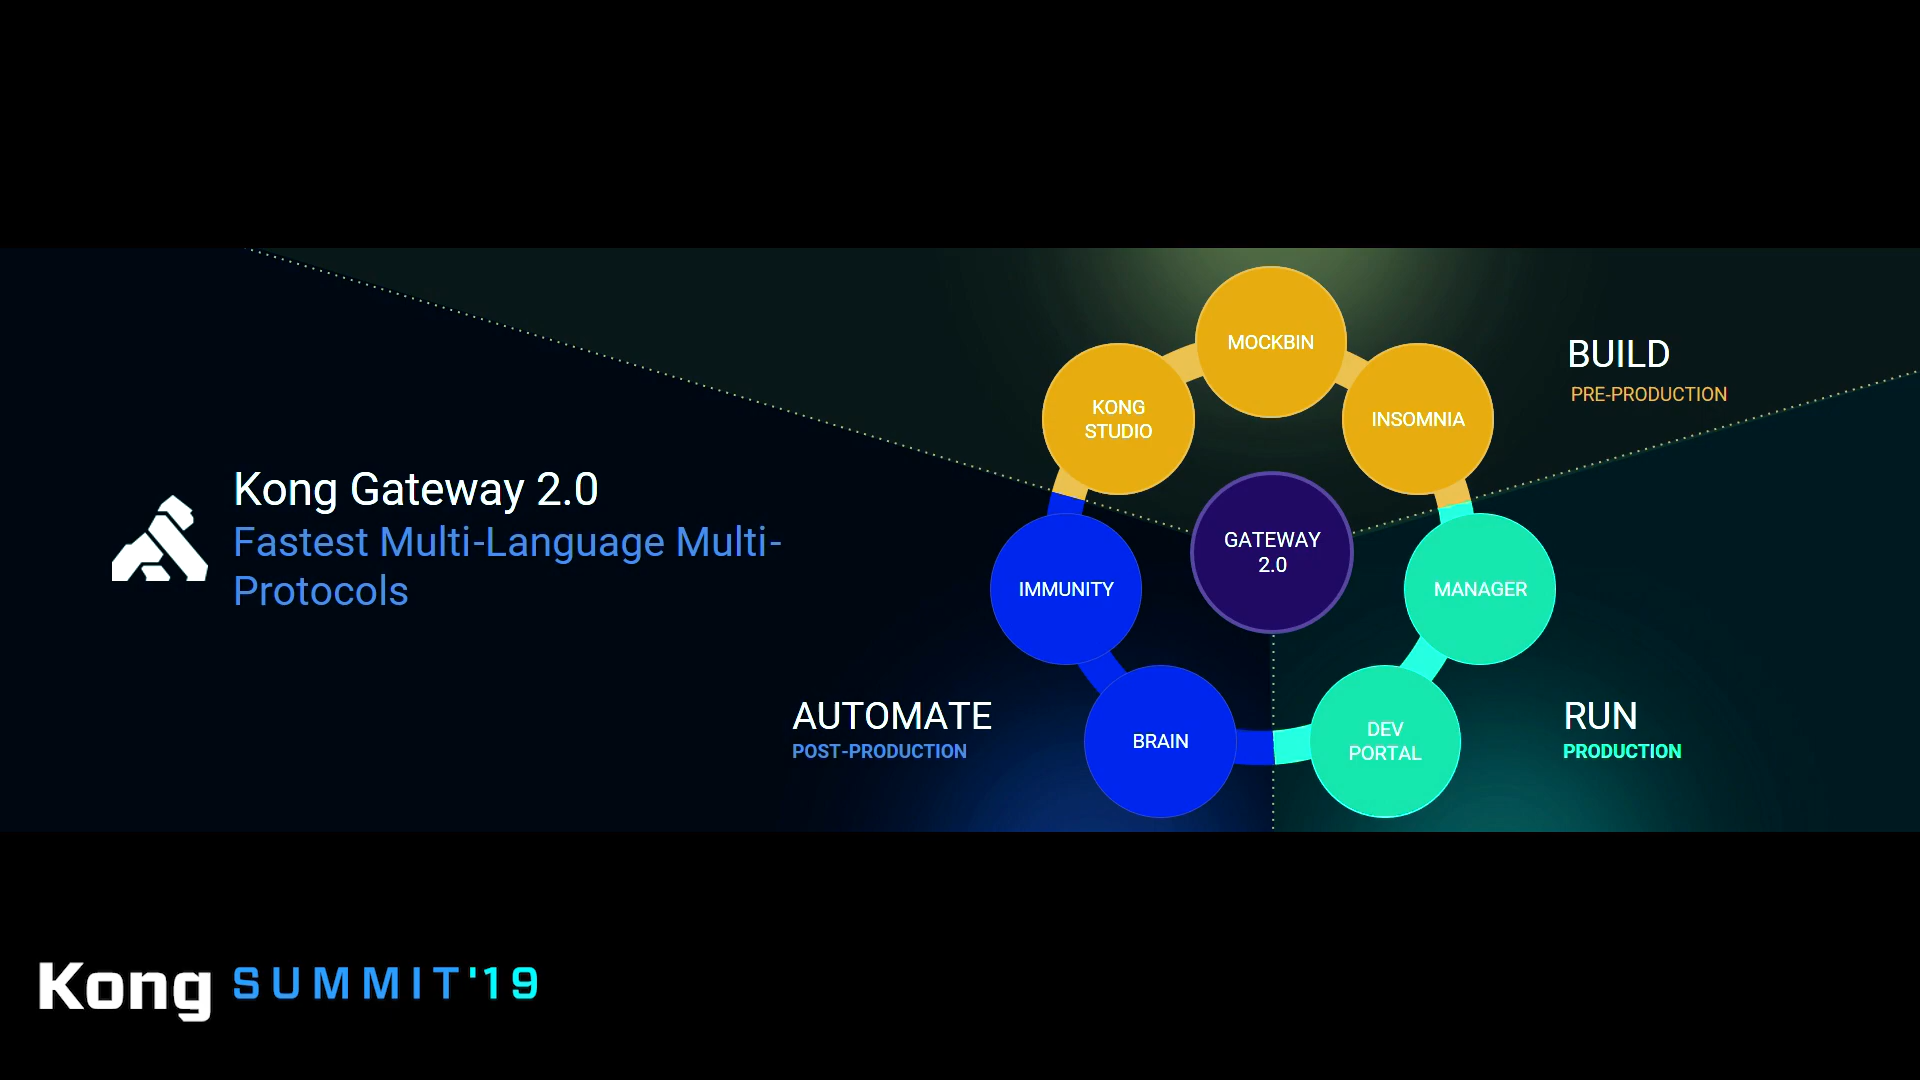 Kong Gateway 2.0
Fastest Multi-Language Multi-
Protocols
MOCKBIN
KONG
STUDIO
INSOMNIA
GATEWAY
2.0
IMMUNITY
MANAGER
BRAIN
DEV
PORTAL
BUILD
PRE-PRODUCTION
AUTOMATE
POST-PRODUCTION
RUN
PRODUCTION
Kong SUMMIT'19